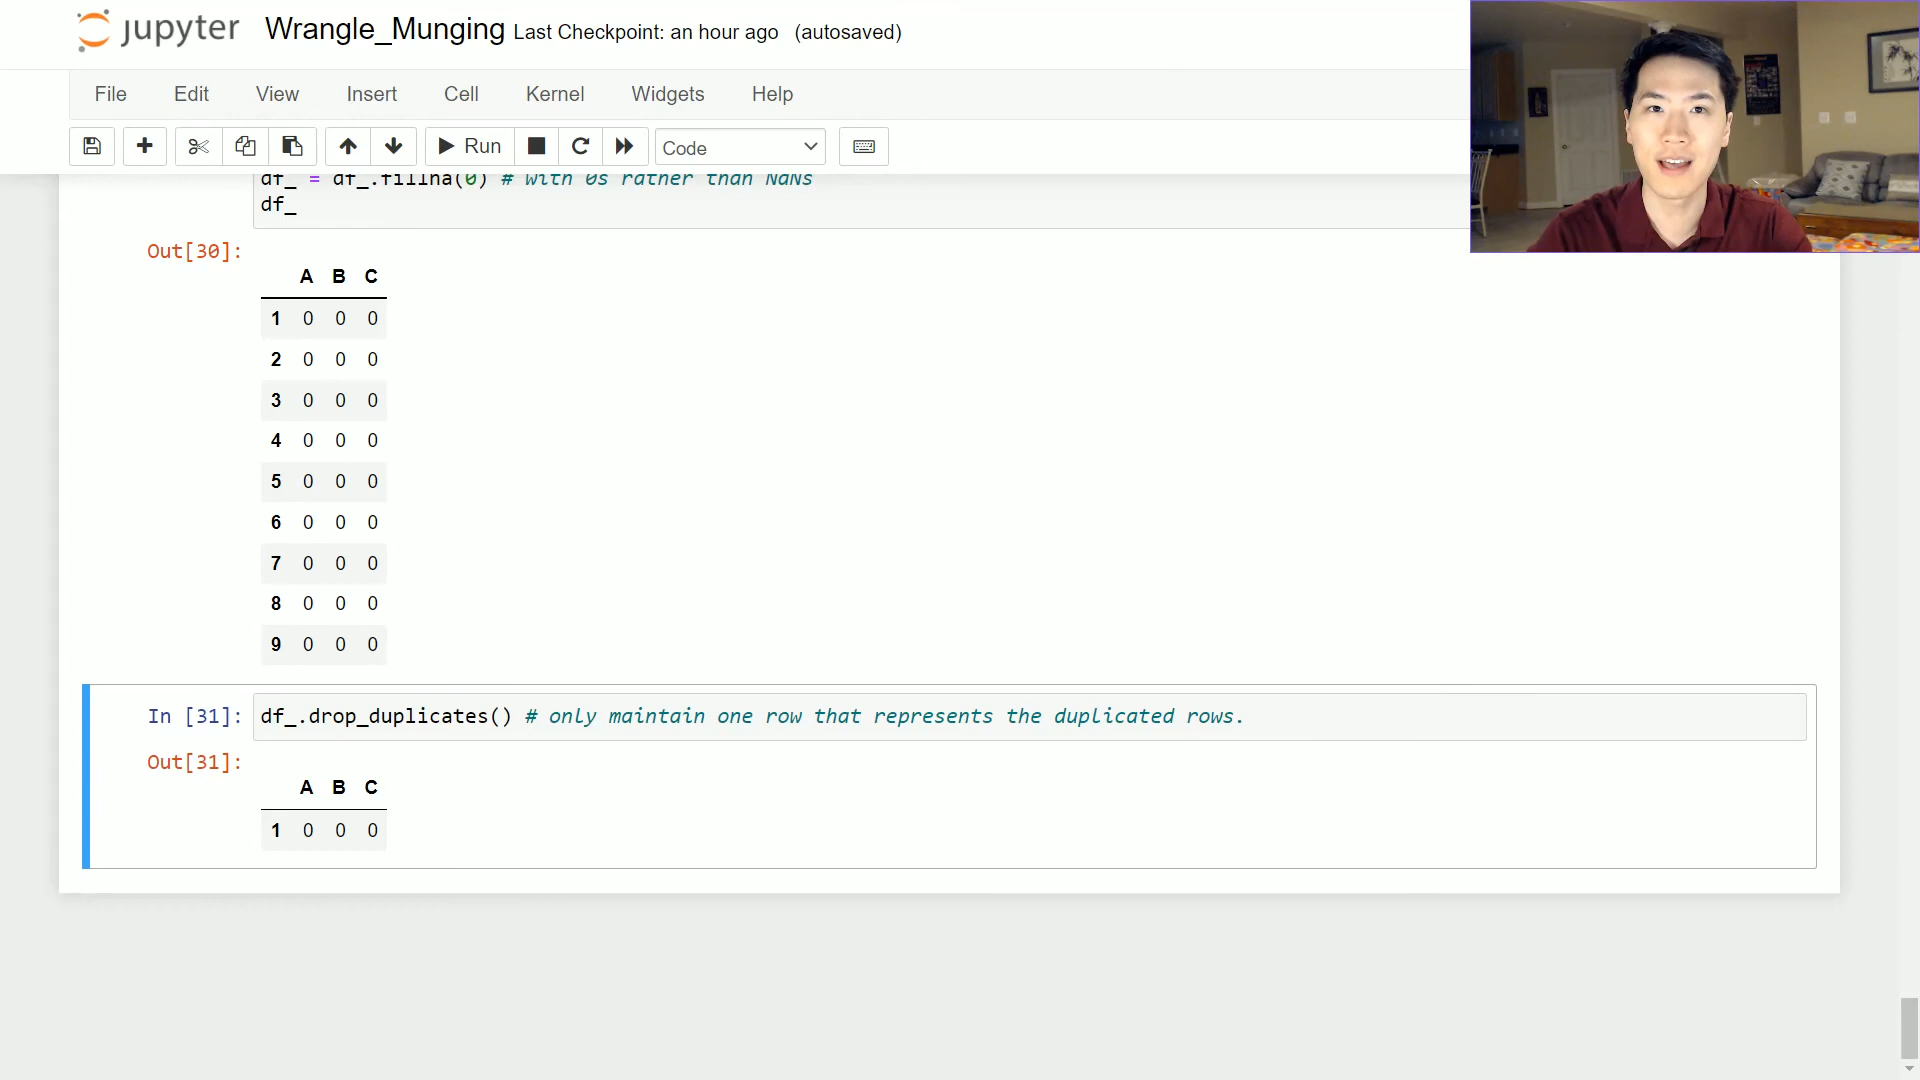 jupyter Wrangle_Munging Last Checkpoint: an hour ago (autosaved)
File Edit View Insert Cell Kernel Widgets Help
Run Code
df_ = df_.fillna(0) # with 0s rather than NaNs
df_
Out[30]:
A B C
1 0 0 0
2 0 0 0
3 0 0 0
4 0 0 0
5 0 0 0
6 0 0 0
7 0 0 0
8 0 0 0
9 0 0 0
In [31]: df_.drop_duplicates() # only maintain one row that represents the duplicated rows.
Out[31]:
A B C
1 0 0 0